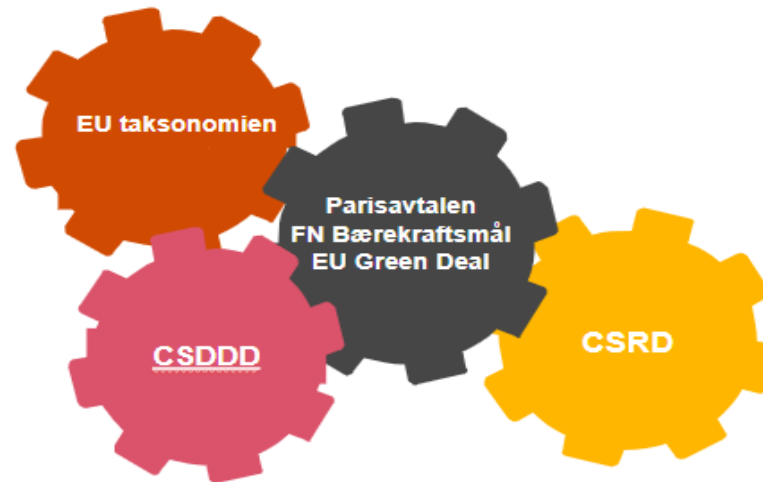 EU taksonomien
Parisavtalen
FN Bærekraftsmål
EU Green Deal
CSDDD
CSRD